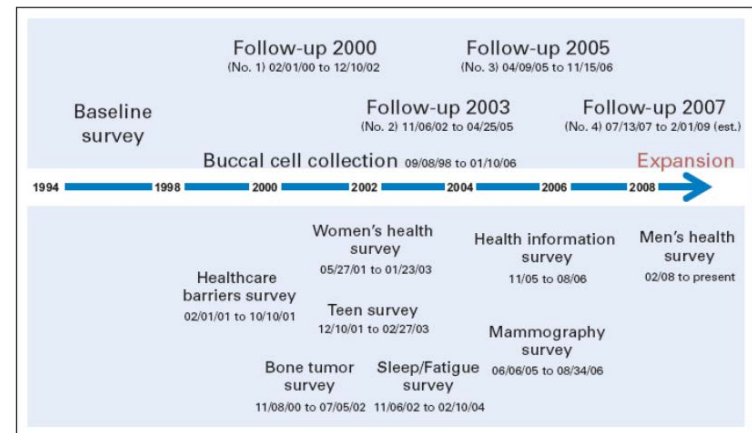 Follow-up 2000
(No. 1) 02/01/00 to 12/10/02
Follow-up 2005
(No. 3) 04/09/05 to 11/15/06
Baseline
survey
Follow-up 2003
(No. 2) 11/06/02 to 04/25/05
Follow-up 2007
(No. 4) 07/13/07 to 2/01/09 (est.)
Buccal cell collection 09/08/98 to 01/10/06
Expansion
1994 1998 2000 2002 2004 2006 2008
Women's health
survey
05/27/01 to 01/23/03
Health information
survey
11/05 to 08/06
Men's health
survey
02/08 to present
Healthcare
barriers survey
02/01/01 to 10/10/01
Teen survey
12/10/01 to 02/27/03
Mammography
survey
06/06/05 to 08/34/06
Bone tumor
survey
11/08/00 to 07/05/02
Sleep/Fatigue
survey
11/06/02 to 02/10/04